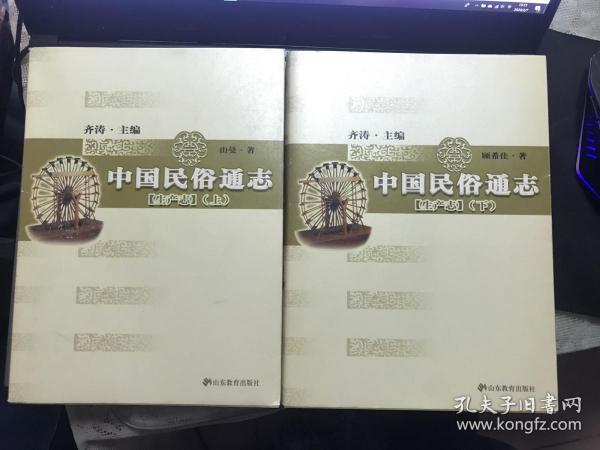 齐涛·主编
由曼·著
中国民俗通志
[生产志](上)
山东教育出版社
齐涛·主编
顾希佳·著
中国民俗通志
[生产志](下)
山东教育出版社
孔夫子旧书网
www.kongfz.com